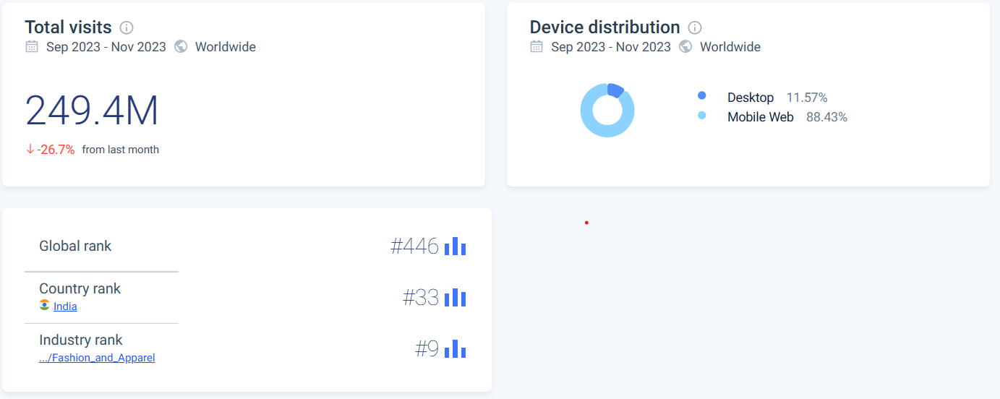 Total visits
Sep 2023 - Nov 2023 Worldwide
249.4M
-26.7% from last month
Device distribution
Sep 2023 - Nov 2023 Worldwide
Desktop 11.57%
Mobile Web 88.43%
Global rank #446
Country rank
India
#33
Industry rank
.../Fashion_and_Apparel
#9